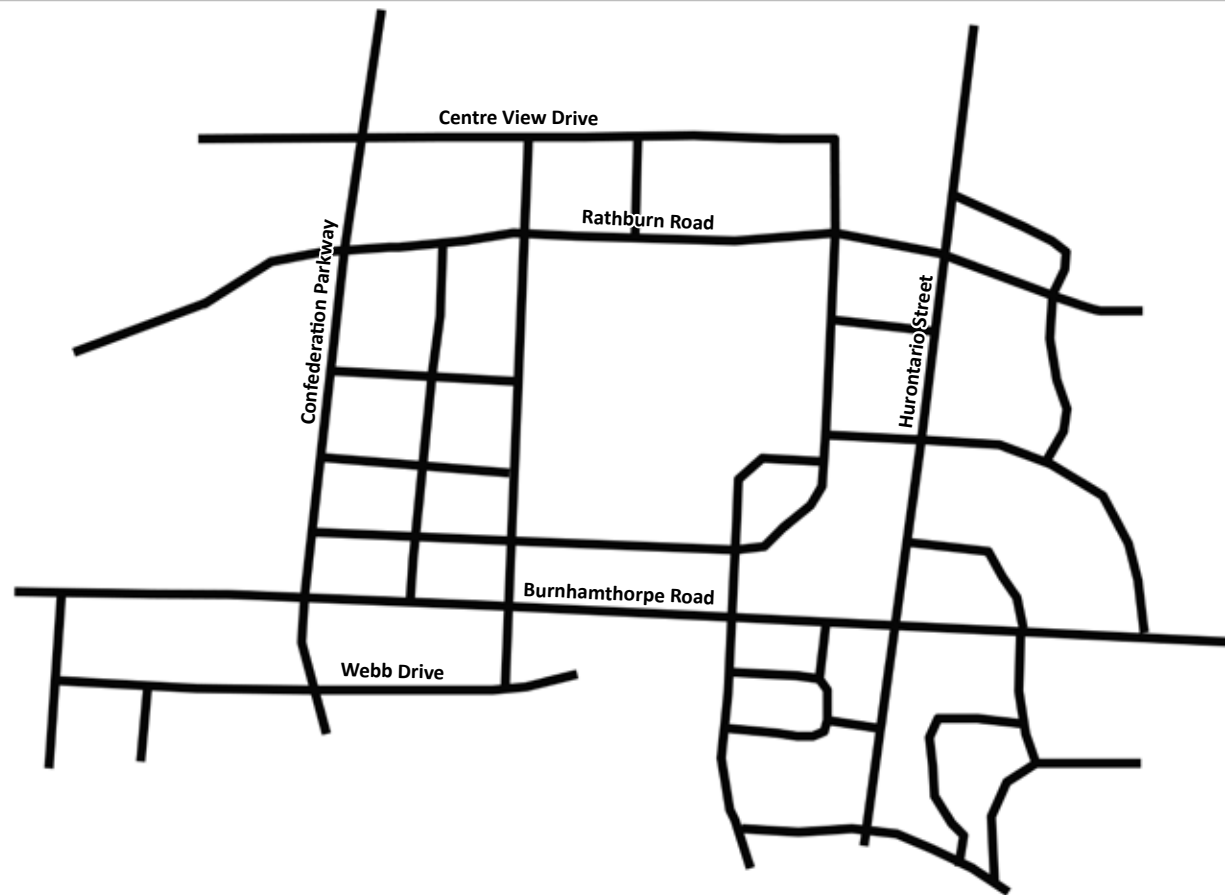 Centre View Drive
Rathburn Road
Confederation Parkway
Hurontario Street
Burnhamthorpe Road
Webb Drive